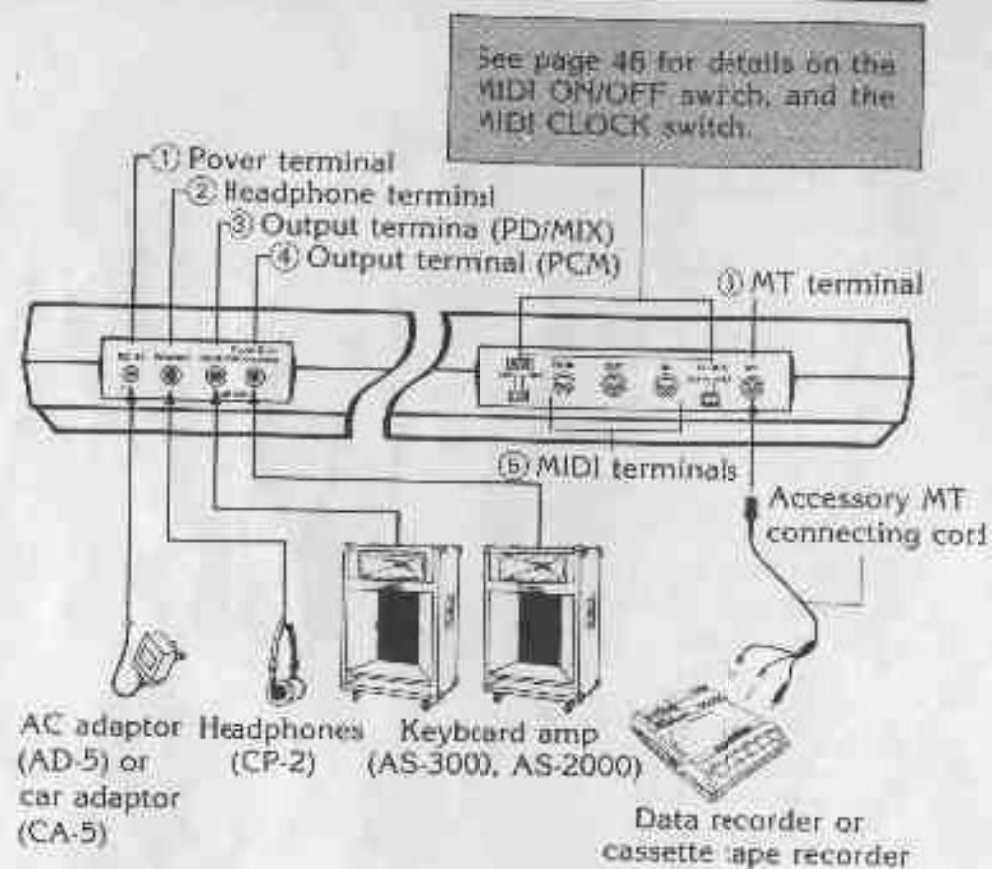 See page 46 for details on the
MIDI ON/OFF switch, and the
MIDI CLOCK switch.
① Power terminal
② Headphone terminal
③ Output termina (PD/MIX)
④ Output terminal (PCM)
③ MT terminal
⑤ MIDI terminals
Accessory MT
connecting cord
AC adaptor
(AD-5) or
car adaptor
(CA-5)
Headphones
(CP-2)
Keyboard amp
(AS-300), AS-2000)
Data recorder or
cassette tape recorder